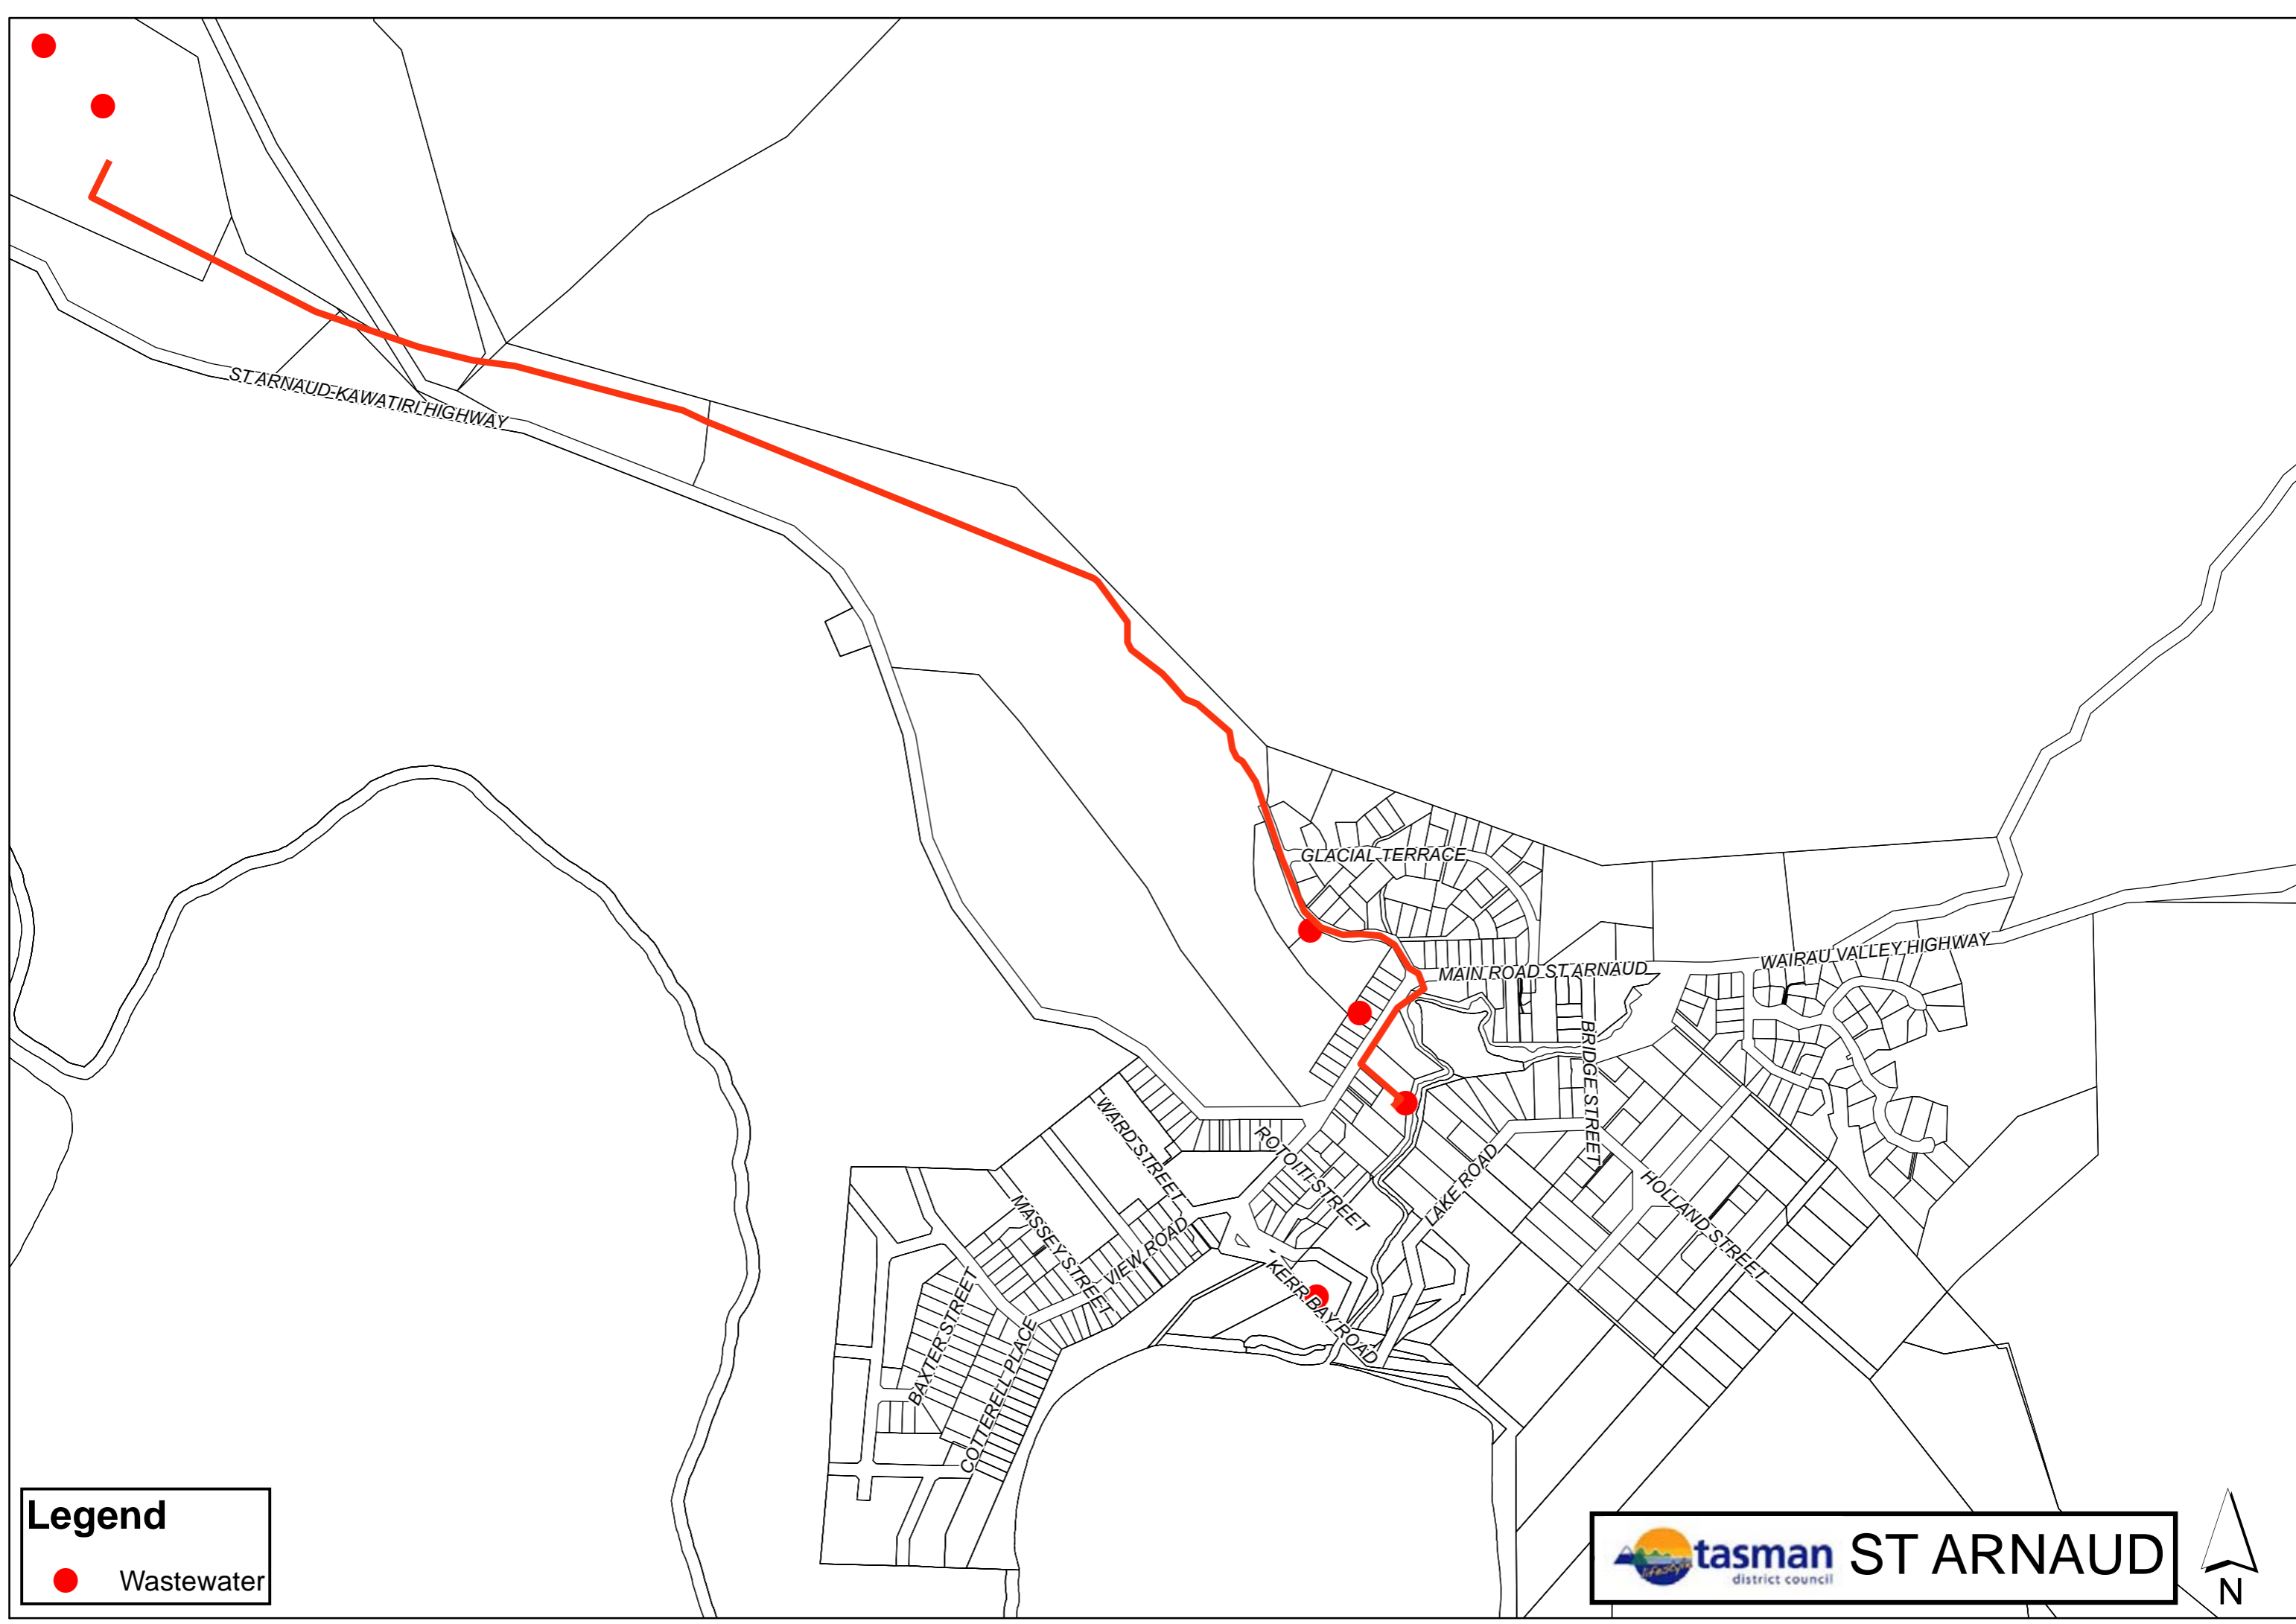 ST ARNAUD-KAWATIRI HIGHWAY
GLACIAL TERRACE
MAIN ROAD ST ARNAUD
WAIRAU VALLEY HIGHWAY
BRIDGE STREET
WARD STREET
ROTOITI STREET
LAKE ROAD
HOLLAND STREET
MASSEY STREET
VIEW ROAD
KERR BAY ROAD
BAXTER STREET
COTTERELL PLACE
Legend
Wastewater
tasman
district council
ST ARNAUD
N